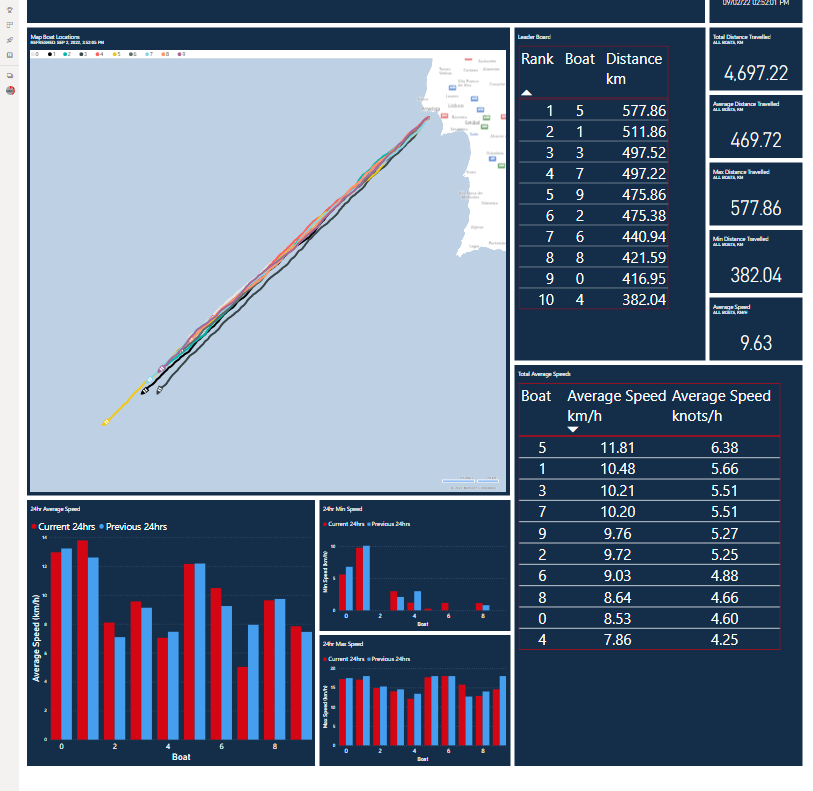 09/02/22 02:52:01 PM
Map Boat Locations
REFRESHED: SEP 2, 2022, 2:52:05 PM
0 1 2 3 4 5 6 7 8 9
Lisbon
Setúbal
Leader Board
Rank Boat Distance
km
1 5 577.86
2 1 511.86
3 3 497.52
4 7 497.22
5 9 475.86
6 2 475.38
7 6 440.94
8 8 421.59
9 0 416.95
10 4 382.04
Total Distance Travelled
ALL BOATS, KM
4,697.22
Average Distance Travelled
ALL BOATS, KM
469.72
Max Distance Travelled
ALL BOATS, KM
577.86
Min Distance Travelled
ALL BOATS, KM
382.04
Average Speed
ALL BOATS, KM/H
9.63
Total Average Speeds
Boat Average Speed Average Speed
km/h knots/h
5 11.81 6.38
1 10.48 5.66
3 10.21 5.51
7 10.20 5.51
9 9.76 5.27
2 9.72 5.25
6 9.03 4.88
8 8.64 4.66
0 8.53 4.60
4 7.86 4.25
24hr Average Speed
Current 24hrs Previous 24hrs
14
12
10
8
6
4
2
0
Average Speed (km/h)
0 2 4 6 8
Boat
24hr Min Speed
Current 24hrs Previous 24hrs
10
5
0
Min Speed (km/h)
0 2 4 6 8
Boat
24hr Max Speed
Current 24hrs Previous 24hrs
20
15
10
5
0
Max Speed (km/h)
0 2 4 6 8
Boat